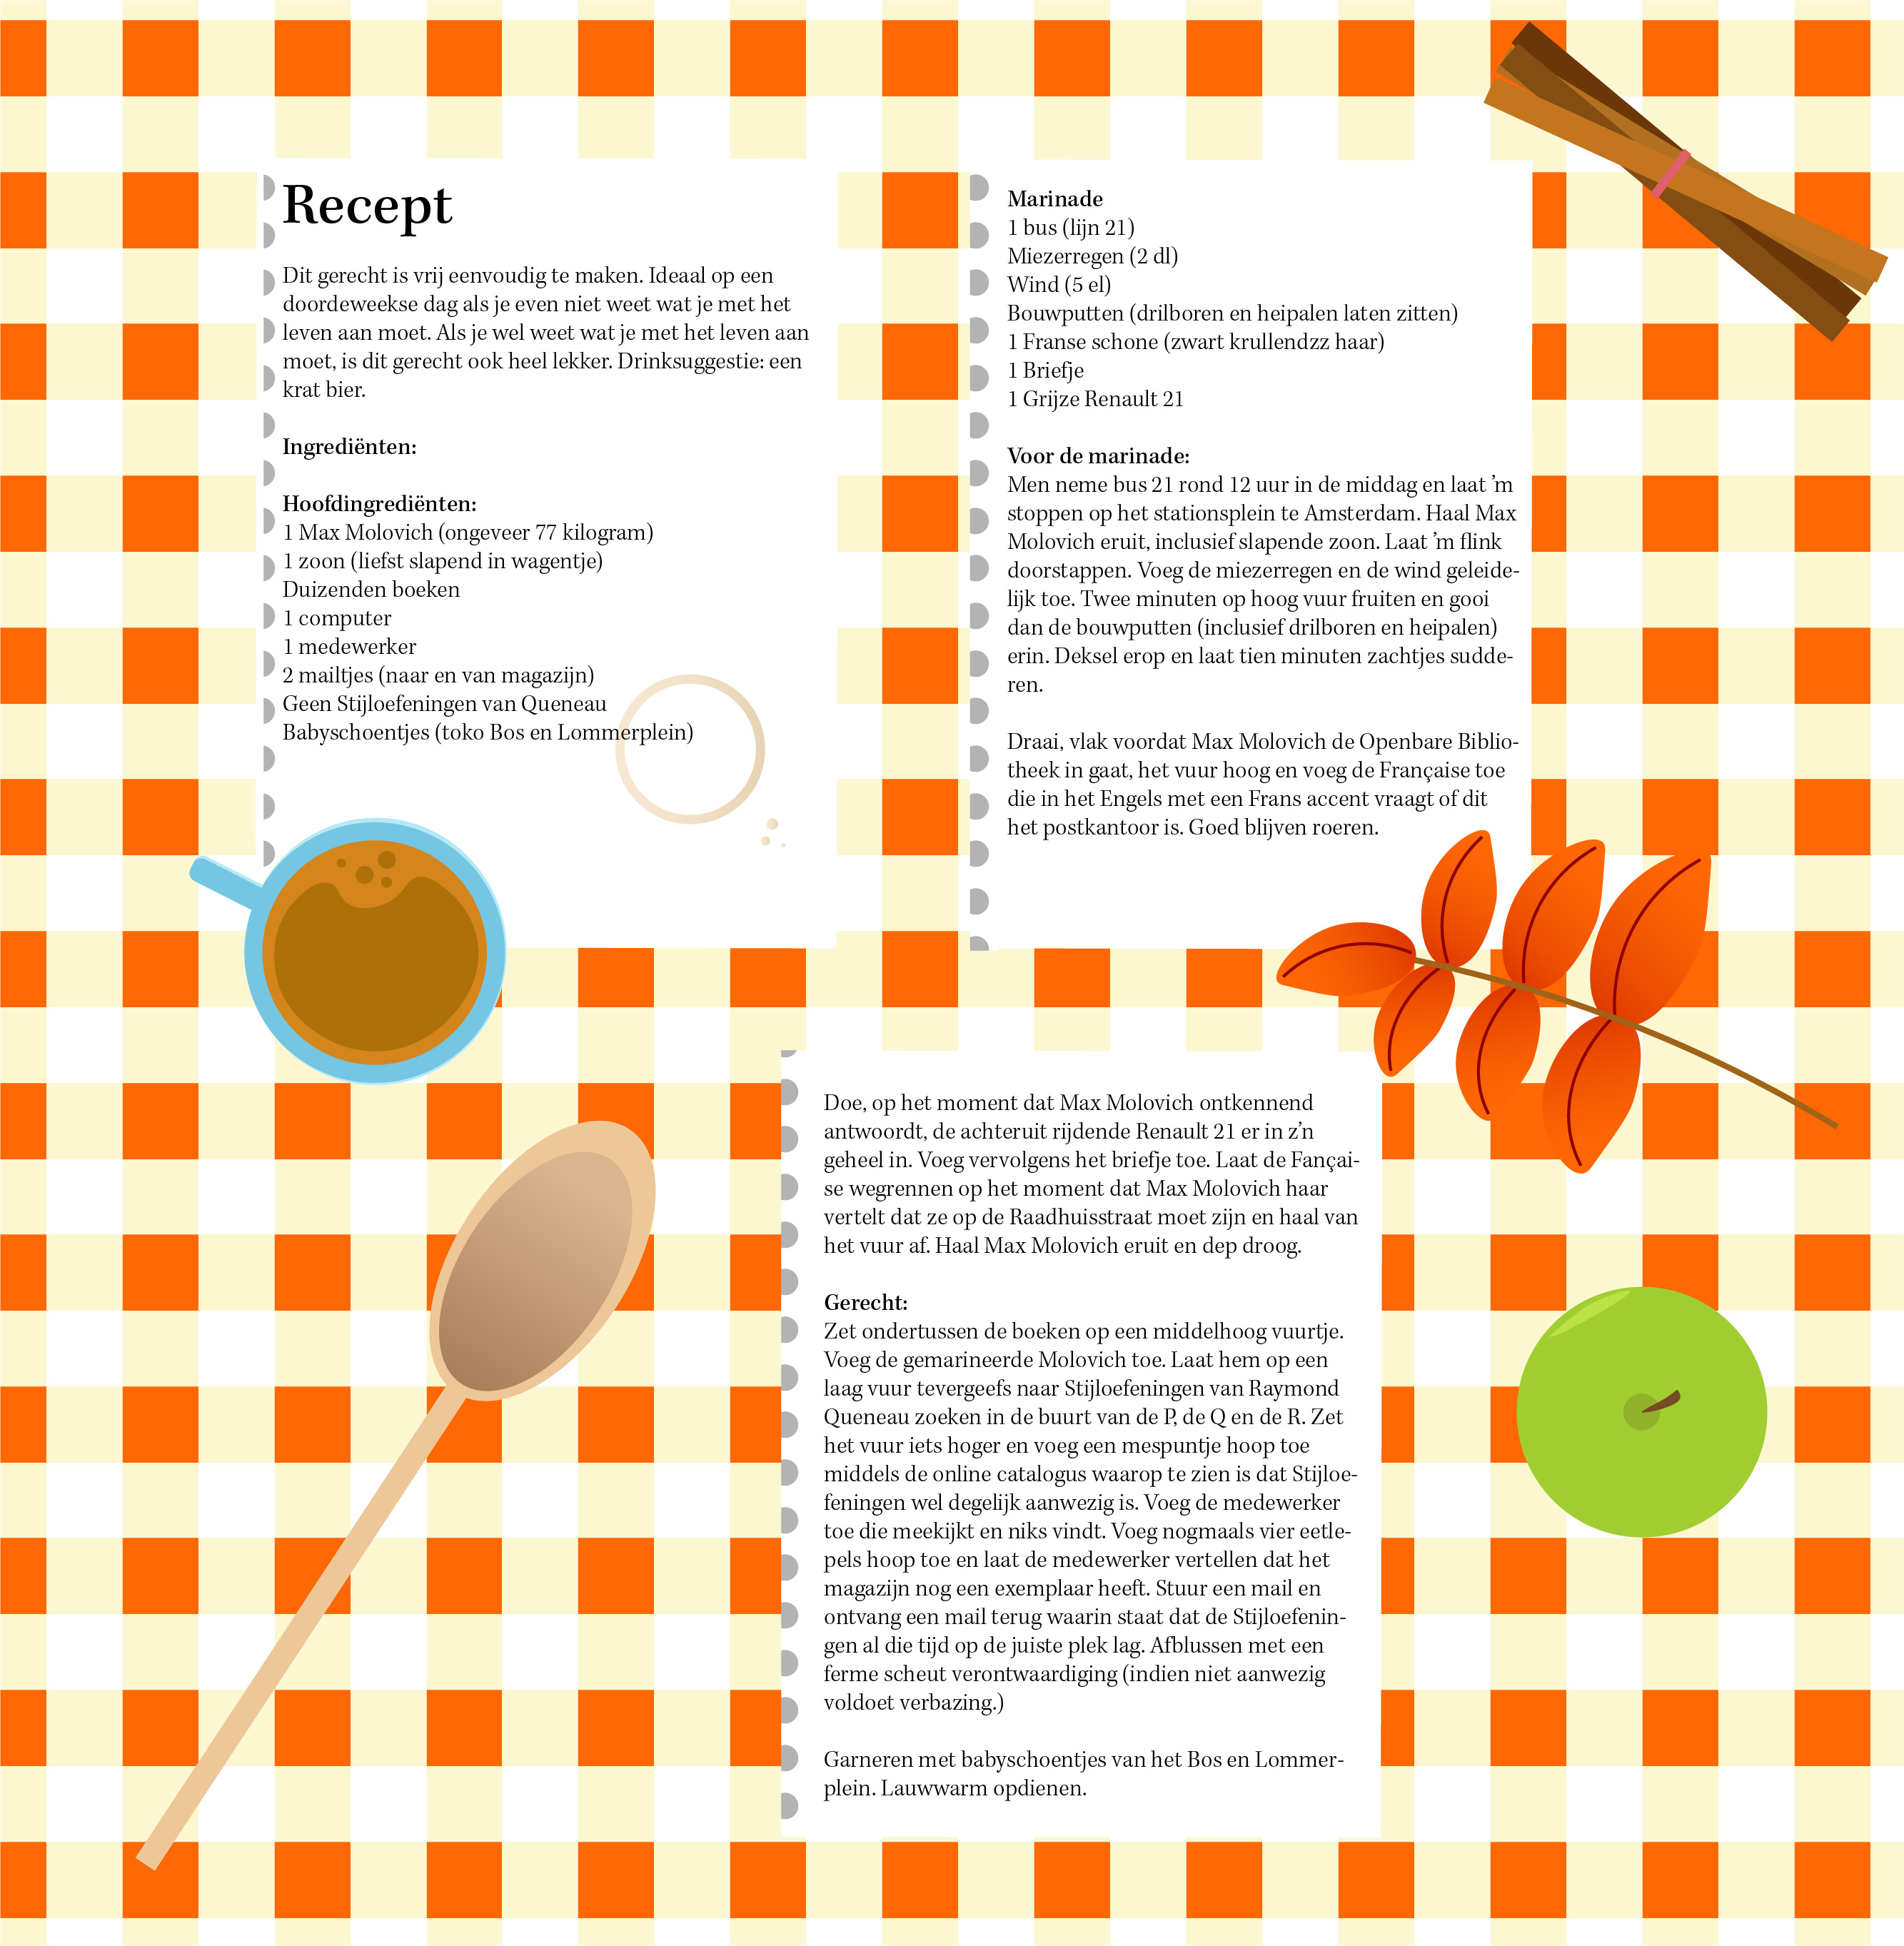 Recept
Dit gerecht is vrij eenvoudig te maken. Ideaal op een
doordeweekse dag als je even niet weet wat je met het
leven aan moet. Als je wel weet wat je met het leven aan
moet, is dit gerecht ook heel lekker. Drinksuggestie: een
krat bier.
Ingrediënten:
Hoofdingrediënten:
1 Max Molovich (ongeveer 77 kilogram)
1 zoon (liefst slapend in wagentje)
Duizenden boeken
1 computer
1 medewerker
2 mailtjes (naar en van magazijn)
Geen Stijloefeningen van Queneau
Babyschoentjes (toko Bos en Lommerplein)
Marinade
1 bus (lijn 21)
Miezerregen (2 dl)
Wind (5 el)
Bouwputten (drilboren en heipalen laten zitten)
1 Franse schone (zwart krullendzz haar)
1 Briefje
1 Grijze Renault 21
Voor de marinade:
Men neme bus 21 rond 12 uur in de middag en laat ’m
stoppen op het stationsplein te Amsterdam. Haal Max
Molovich eruit, inclusief slapende zoon. Laat ’m flink
doorstappen. Voeg de miezerregen en de wind geleide-
lijk toe. Twee minuten op hoog vuur fruiten en gooi
dan de bouwputten (inclusief drilboren en heipalen)
erin. Deksel erop en laat tien minuten zachtjes sudde-
ren.
Draai, vlak voordat Max Molovich de Openbare Biblio-
theek in gaat, het vuur hoog en voeg de Française toe
die in het Engels met een Frans accent vraagt of dit
het postkantoor is. Goed blijven roeren.
Doe, op het moment dat Max Molovich ontkennend
antwoordt, de achteruit rijdende Renault 21 er in z’n
geheel in. Voeg vervolgens het briefje toe. Laat de Fançai-
se wegrennen op het moment dat Max Molovich haar
vertelt dat ze op de Raadhuisstraat moet zijn en haal van
het vuur af. Haal Max Molovich eruit en dep droog.
Gerecht:
Zet ondertussen de boeken op een middelhoog vuurtje.
Voeg de gemarineerde Molovich toe. Laat hem op een
laag vuur tevergeefs naar Stijloefeningen van Raymond
Queneau zoeken in de buurt van de P, de Q en de R. Zet
het vuur iets hoger en voeg een mespuntje hoop toe
middels de online catalogus waarop te zien is dat Stijloe-
feningen wel degelijk aanwezig is. Voeg de medewerker
toe die meekijkt en niks vindt. Voeg nogmaals vier eetle-
pels hoop toe en laat de medewerker vertellen dat het
magazijn nog een exemplaar heeft. Stuur een mail en
ontvang een mail terug waarin staat dat de Stijloefenin-
gen al die tijd op de juiste plek lag. Afblussen met een
ferme scheut verontwaardiging (indien niet aanwezig
voldoet verbazing.)
Garneren met babyschoentjes van het Bos en Lommer-
plein. Lauwwarm opdienen.